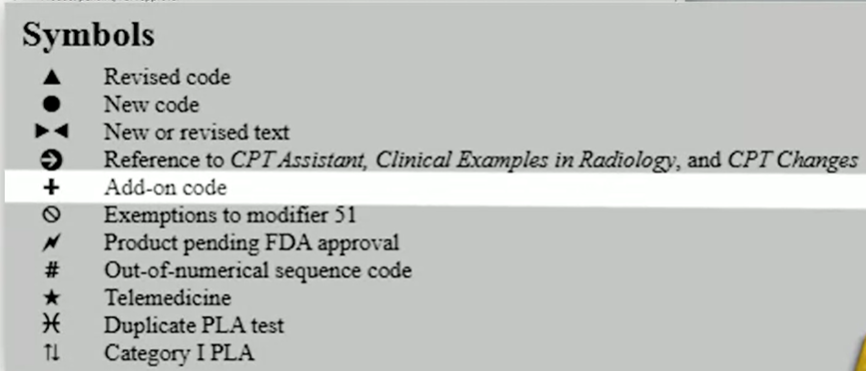 Symbols
▲ Revised code
● New code
►◄ New or revised text
➲ Reference to CPT Assistant, Clinical Examples in Radiology, and CPT Changes
+ Add-on code
⃠ Exemptions to modifier 51
⚡ Product pending FDA approval
# Out-of-numerical sequence code
★ Telemedicine
♓ Duplicate PLA test
⇅ Category I PLA